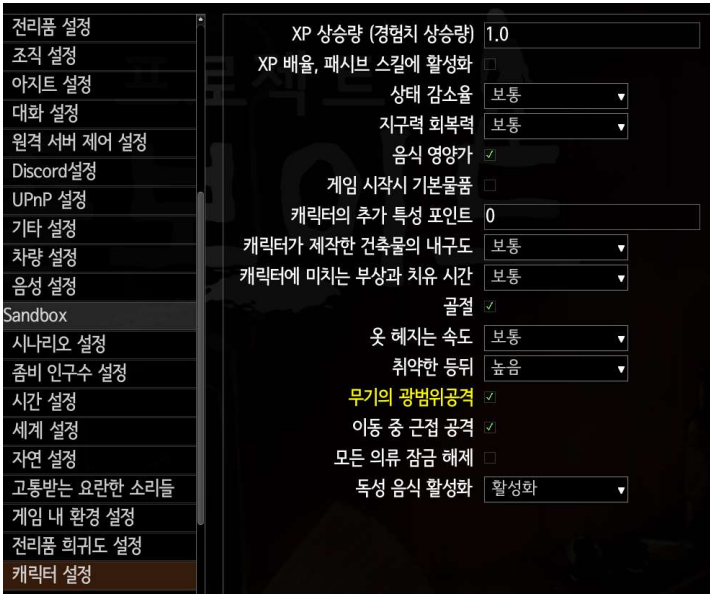 전리품 설정
조직 설정
아지트 설정
대화 설정
원격 서버 제어 설정
Discord설정
UPnP 설정
기타 설정
차량 설정
음성 설정
Sandbox
시나리오 설정
좀비 인구수 설정
시간 설정
세계 설정
자연 설정
고통받는 요란한 소리들
게임 내 환경 설정
전리품 희귀도 설정
캐릭터 설정
XP 상승량 (경험치 상승량) 1.0
XP 배율, 패시브 스킬에 활성화
상태 감소율 보통
지구력 회복력 보통
음식 영양가
게임 시작시 기본물품
캐릭터의 추가 특성 포인트 0
캐릭터가 제작한 건축물의 내구도 보통
캐릭터에 미치는 부상과 치유 시간 보통
골절
옷 헤지는 속도 보통
취약한 등뒤 높음
무기의 광범위공격
이동 중 근접 공격
모든 의류 잠금 해제
독성 음식 활성화 활성화